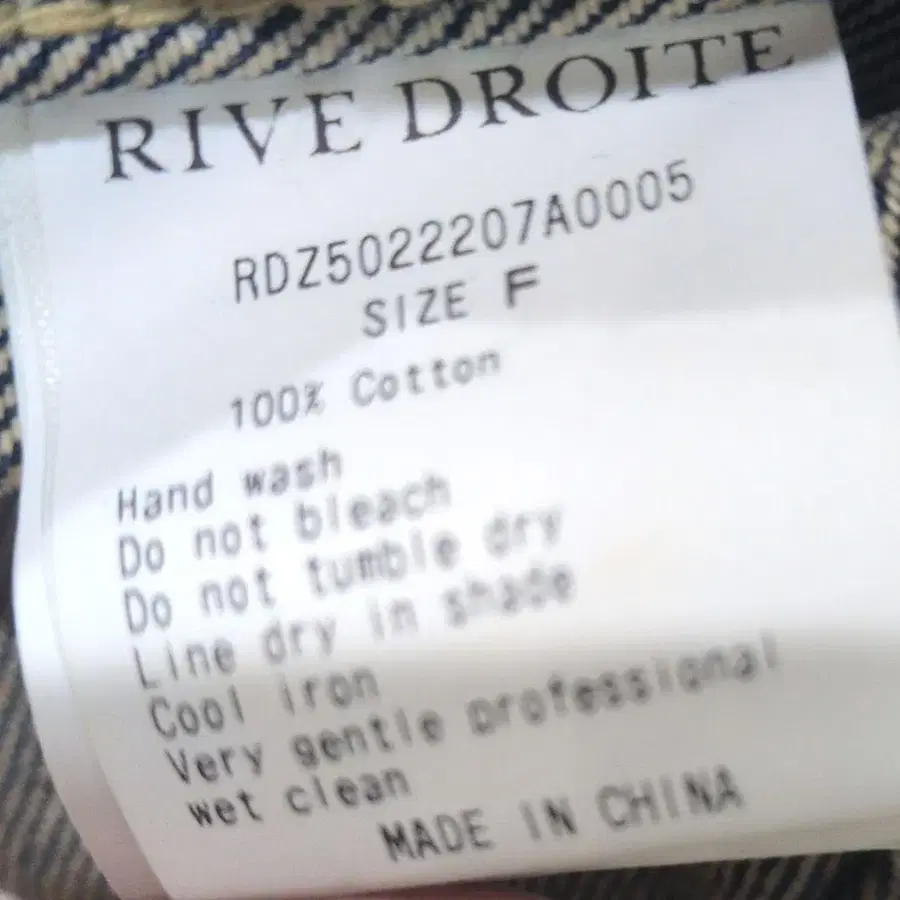 RIVE DROITE
RDZ5022207A0005
SIZE F
100% Cotton
Hand wash
Do not bleach
Do not tumble dry
Line dry in shade
Cool iron
Very gentle professional
wet clean
MADE IN CHINA